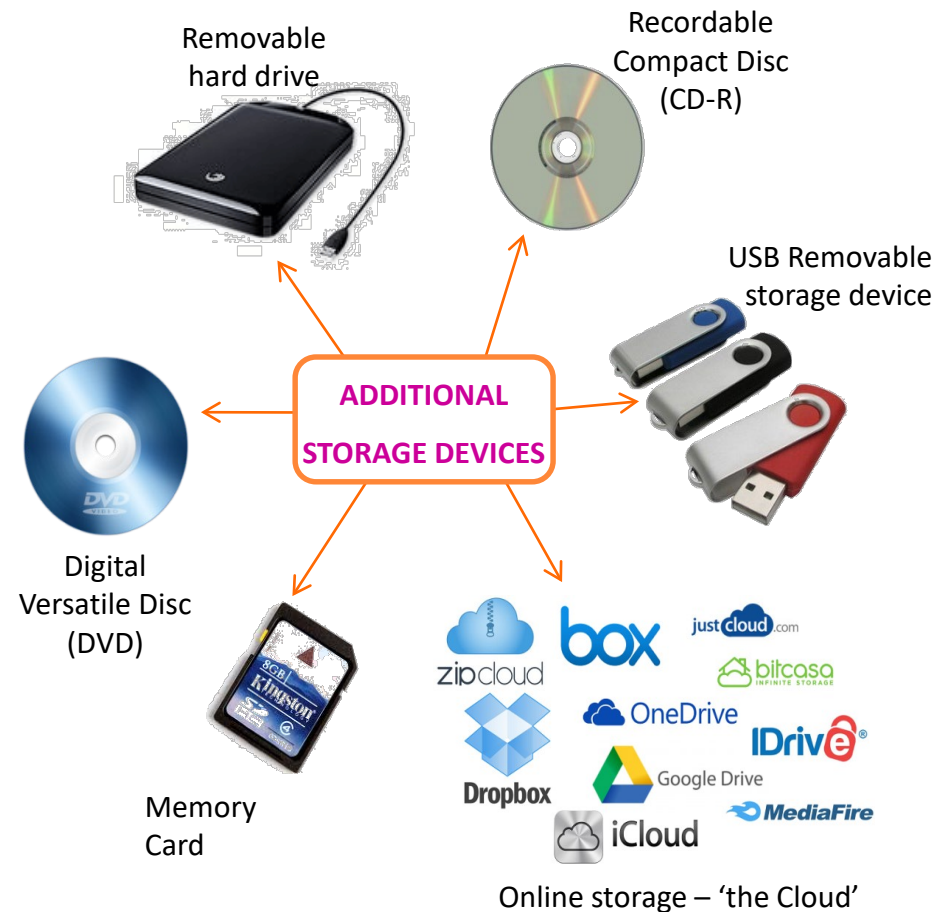 Removable
hard drive
Recordable
Compact Disc
(CD-R)
USB Removable
storage device
ADDITIONAL
STORAGE DEVICES
DVD
VIDEO
Digital
Versatile Disc
(DVD)
8GB
Kingston
4
Memory
Card
zipcloud
box
justcloud.com
bitcasa
INFINITE STORAGE
OneDrive
IDrive®
Dropbox
Google Drive
MediaFire
iCloud
Online storage – ‘the Cloud’